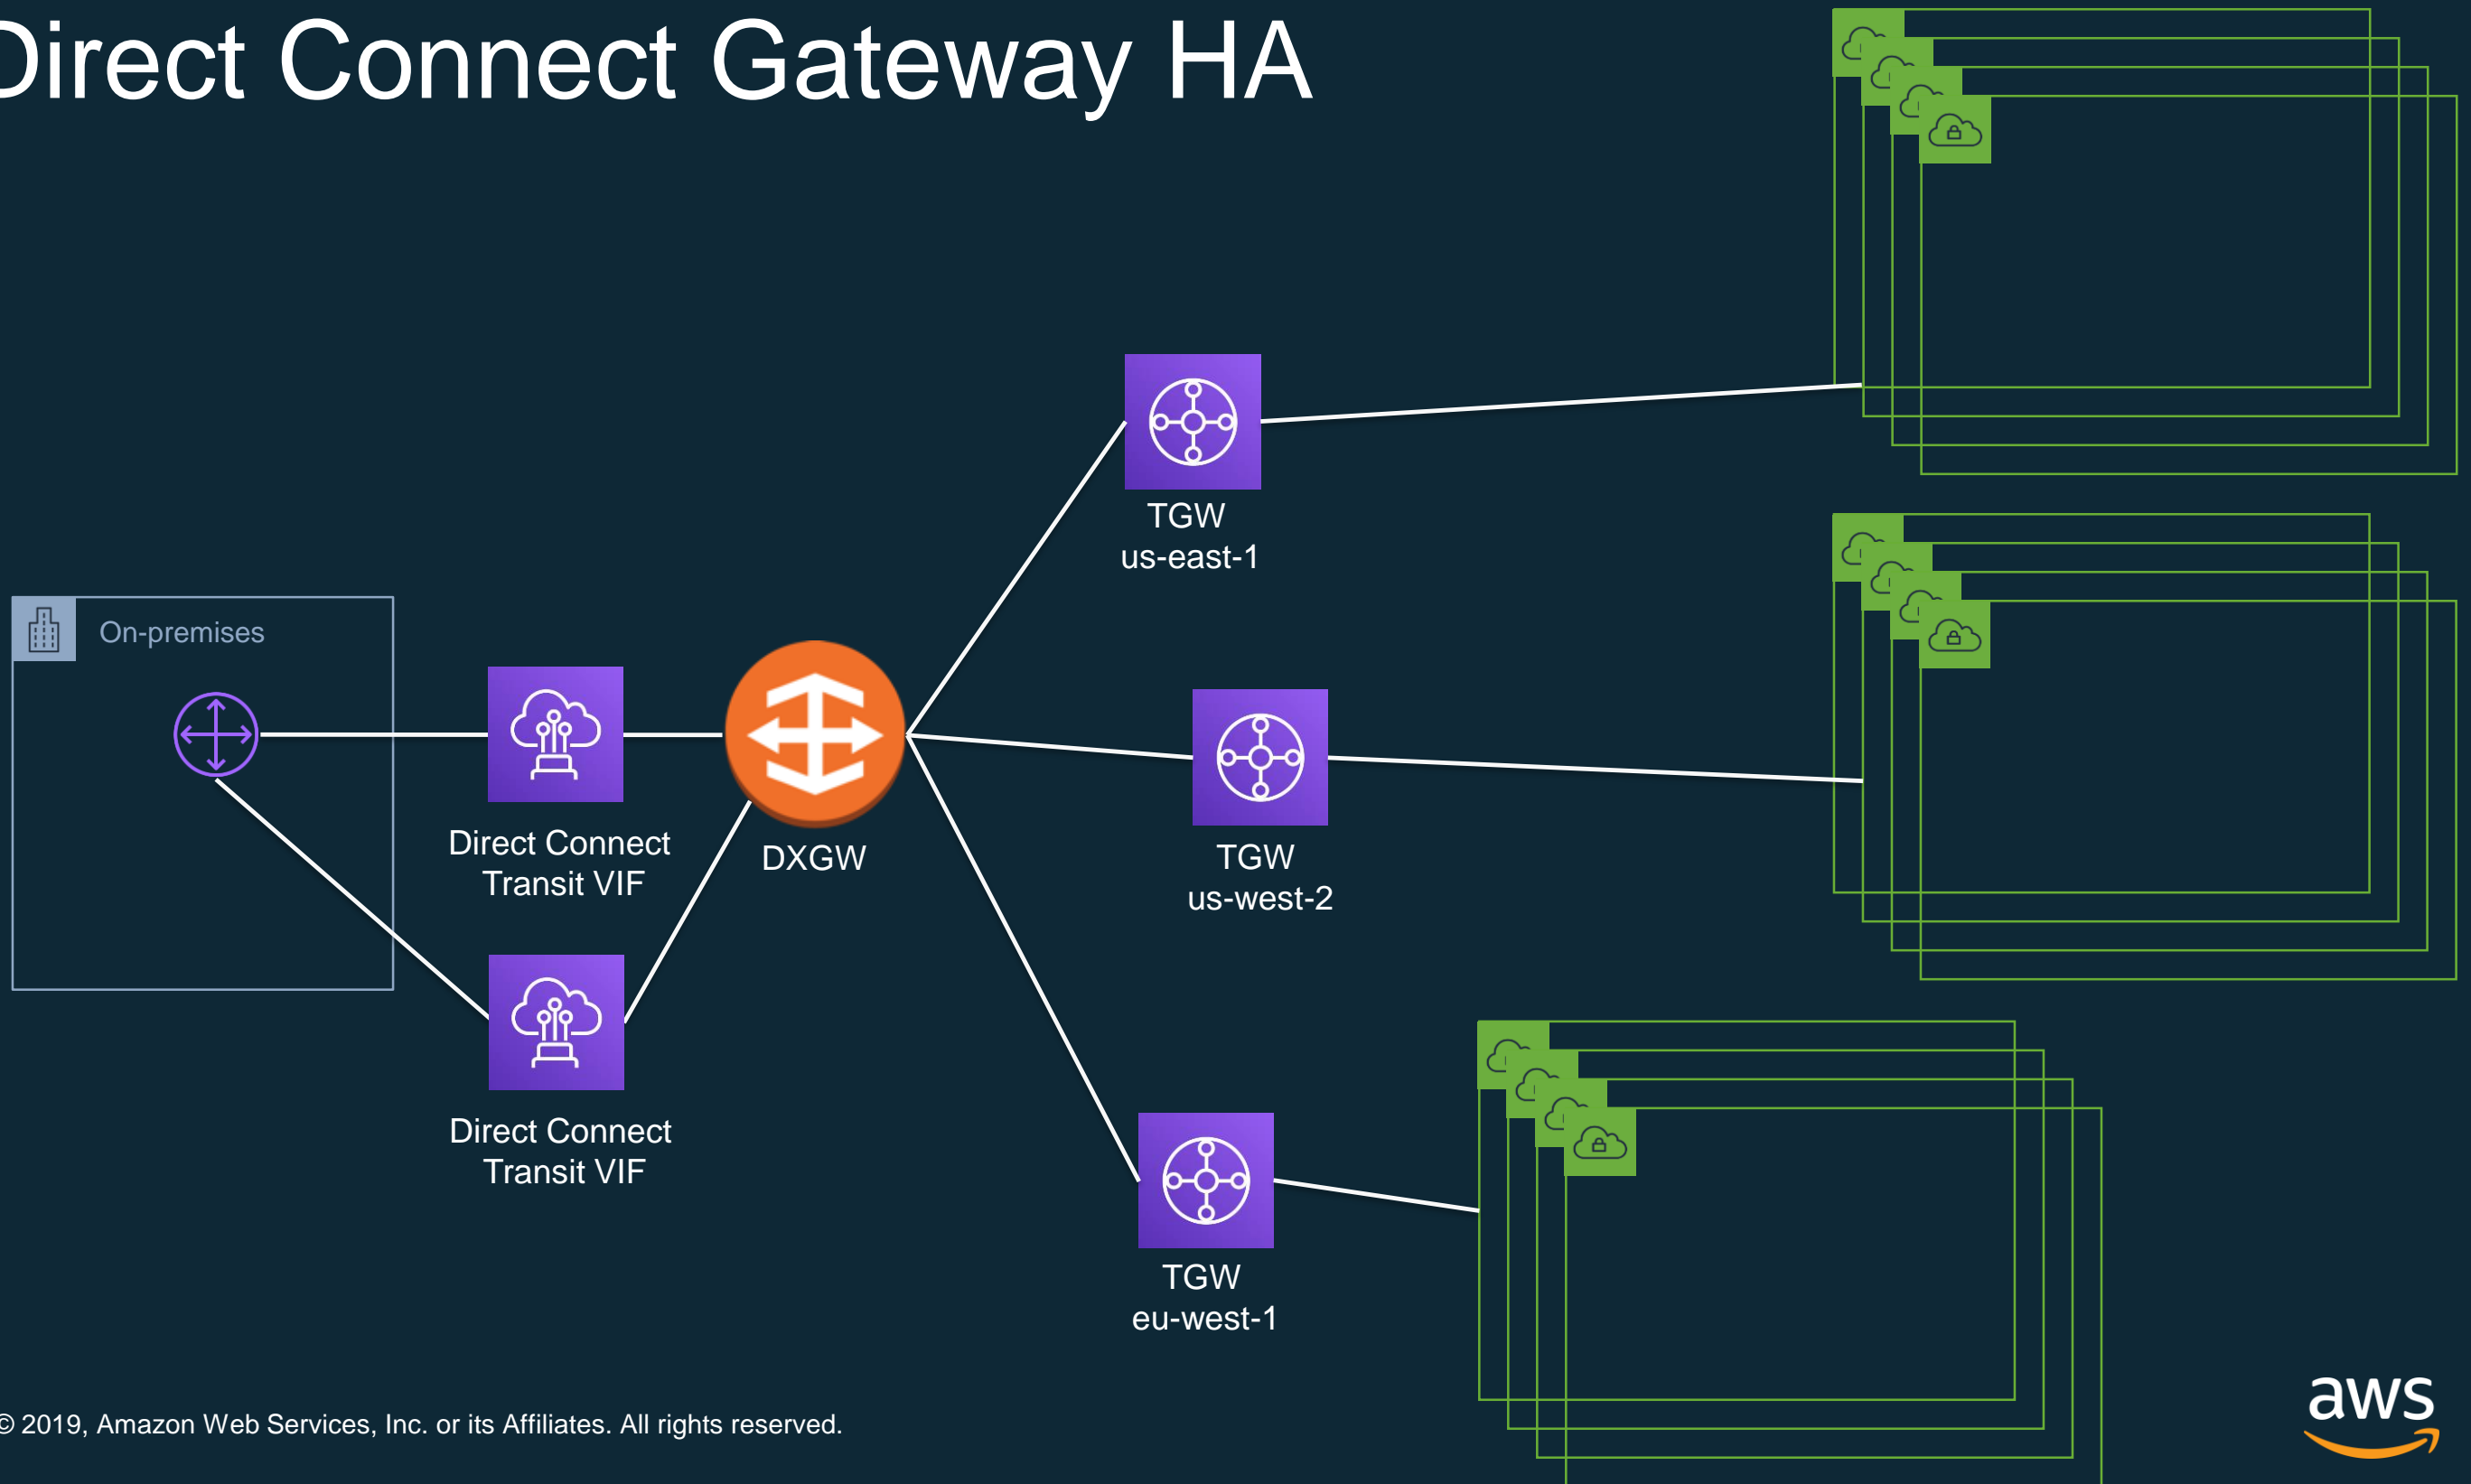 Direct Connect Gateway HA
TGW
us-east-1
On-premises
Direct Connect
Transit VIF
DXGW
TGW
us-west-2
Direct Connect
Transit VIF
TGW
eu-west-1
© 2019, Amazon Web Services, Inc. or its Affiliates. All rights reserved.
aws